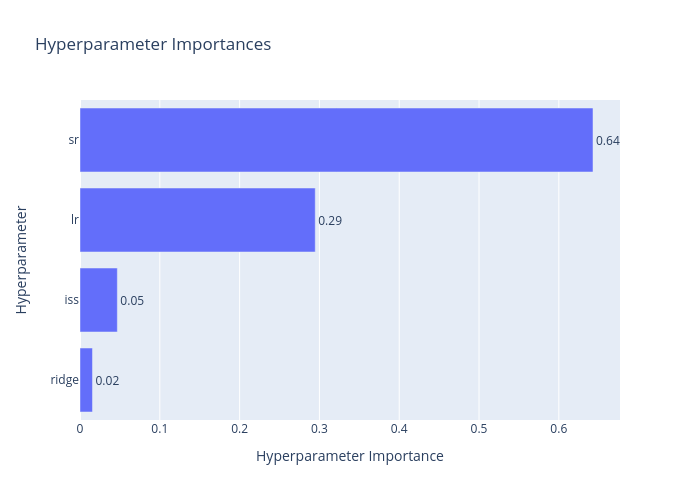 Hyperparameter Importances
Hyperparameter
sr
0.64
lr
0.29
iss
0.05
ridge
0.02
0 0.1 0.2 0.3 0.4 0.5 0.6
Hyperparameter Importance